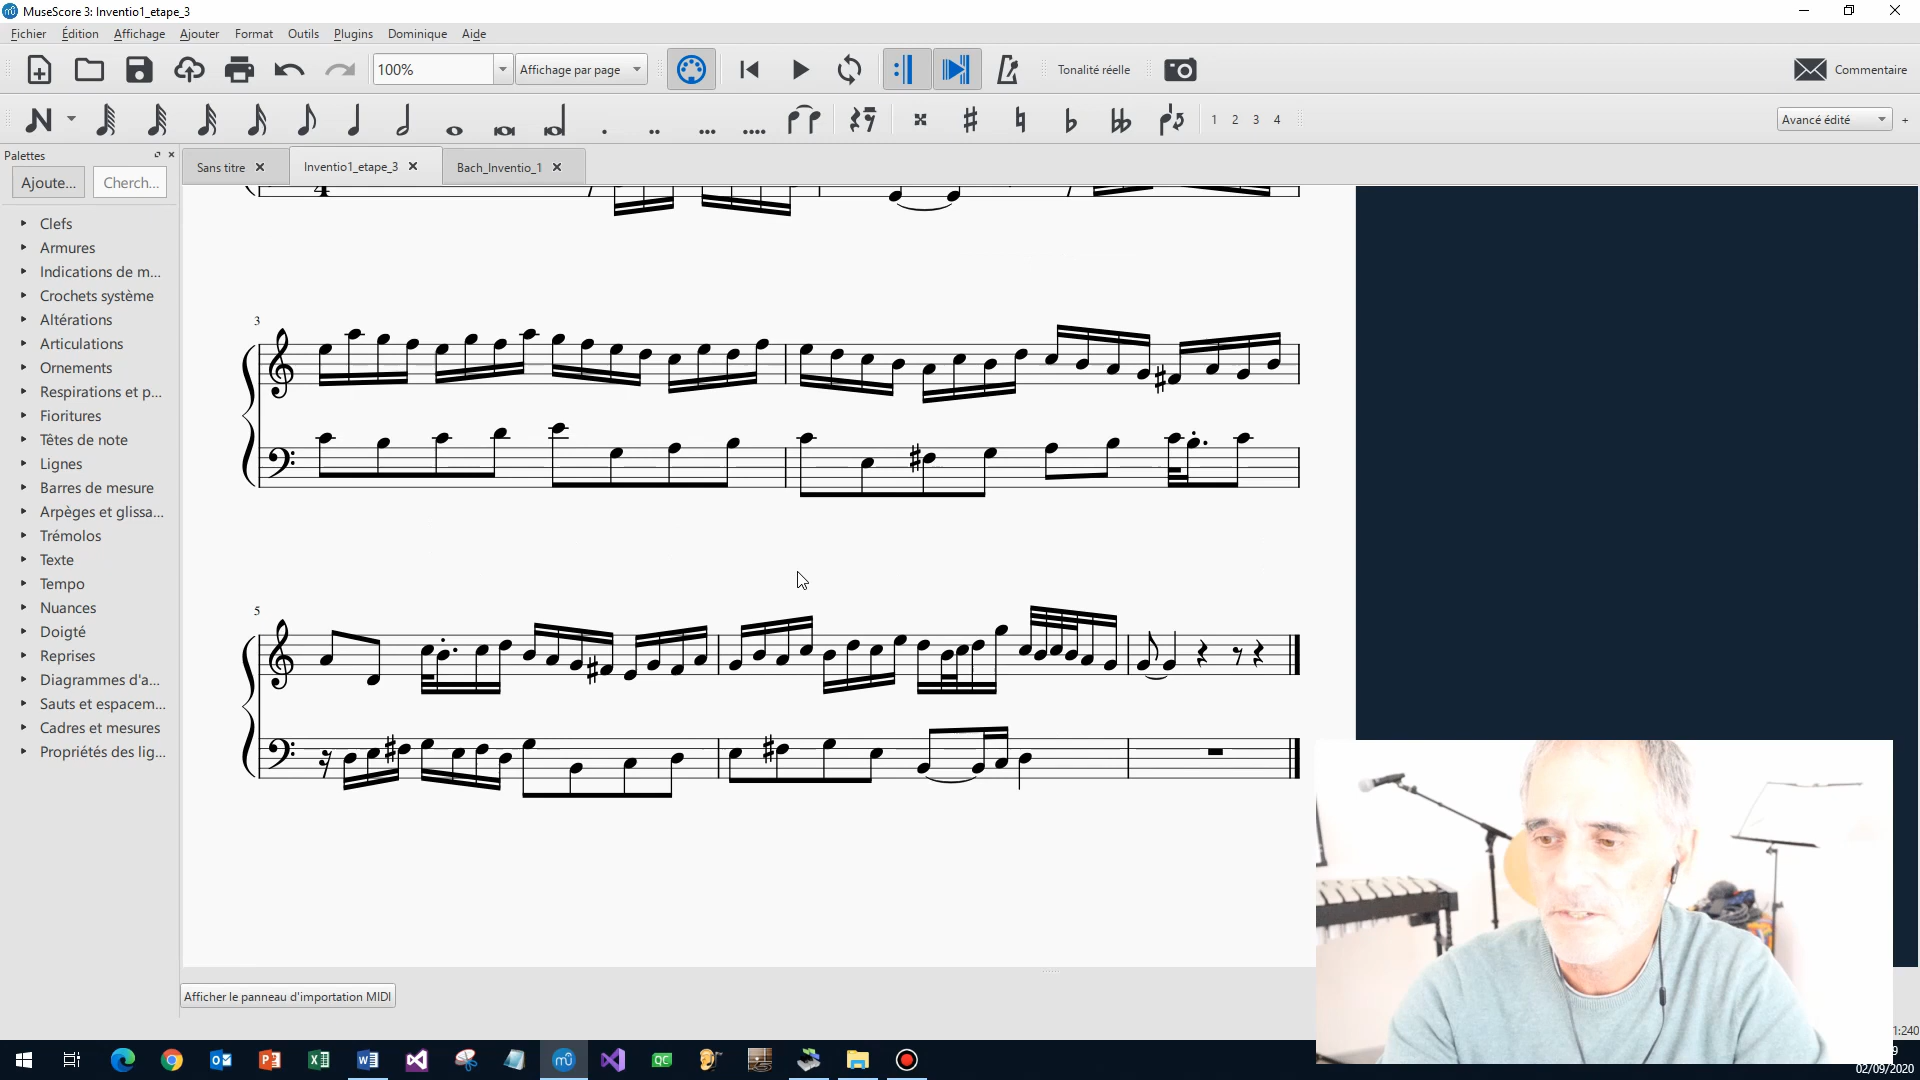 MuseScore 3: Inventio1_etape_3
Fichier Édition Affichage Ajouter Format Outils Plugins Dominique Aide
100% Affichage par page Tonalité réelle Commentaire
1 2 3 4 Avancé édité +
Palettes
Sans titre Inventio1_etape_3 Bach_Inventio_1
Ajoute... Cherch...
Clefs
Armures
Indications de m...
Crochets système
Altérations
Articulations
Ornements
Respirations et p...
Fioritures
Têtes de note
Lignes
Barres de mesure
Arpèges et glissa...
Trémolos
Texte
Tempo
Nuances
Doigté
Reprises
Diagrammes d'a...
Sauts et espacem...
Cadres et mesures
Propriétés des lig...
4
3
5
Afficher le panneau d'importation MIDI
1:240
02/09/2020